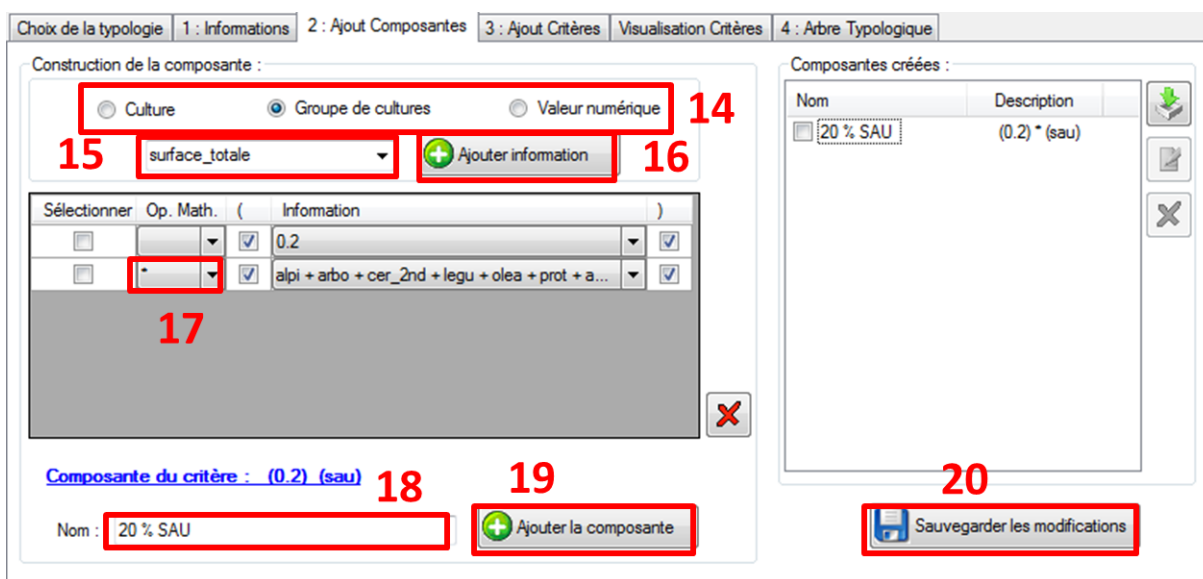 Choix de la typologie 1 : Informations 2 : Ajout Composantes 3 : Ajout Critères Visualisation Critères 4 : Arbre Typologique
Construction de la composante :
Culture Groupe de cultures Valeur numérique 14
15 surface_totale Ajouter information 16
Sélectionner Op. Math. ( Information )
0.2
* alpi + arbo + cer_2nd + legu + olea + prot + a...
17
Composante du critère : (0.2) (sau)
18
19
Nom : 20 % SAU Ajouter la composante
Composantes créées :
Nom Description
20 % SAU (0.2) * (sau)
20
Sauvegarder les modifications